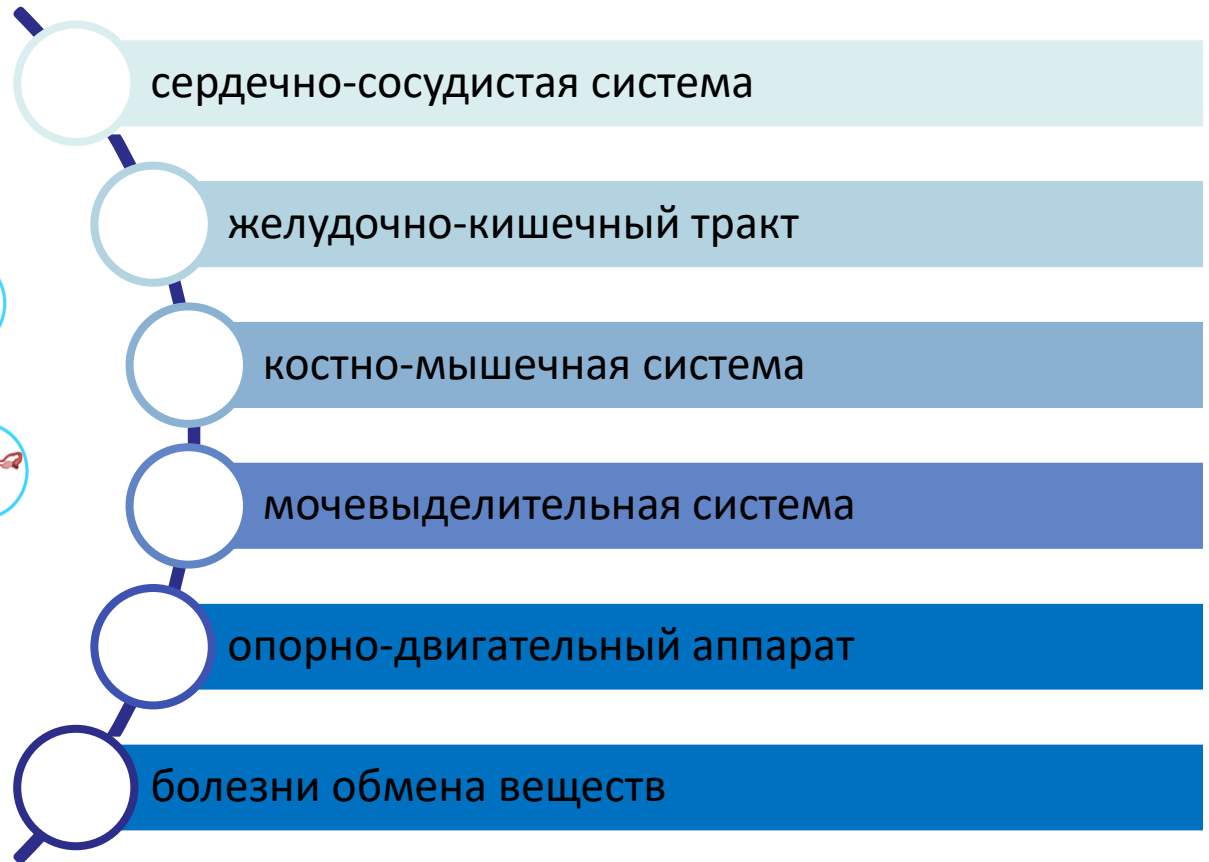 сердечно-сосудистая система
желудочно-кишечный тракт
костно-мышечная система
мочевыделительная система
опорно-двигательный аппарат
болезни обмена веществ